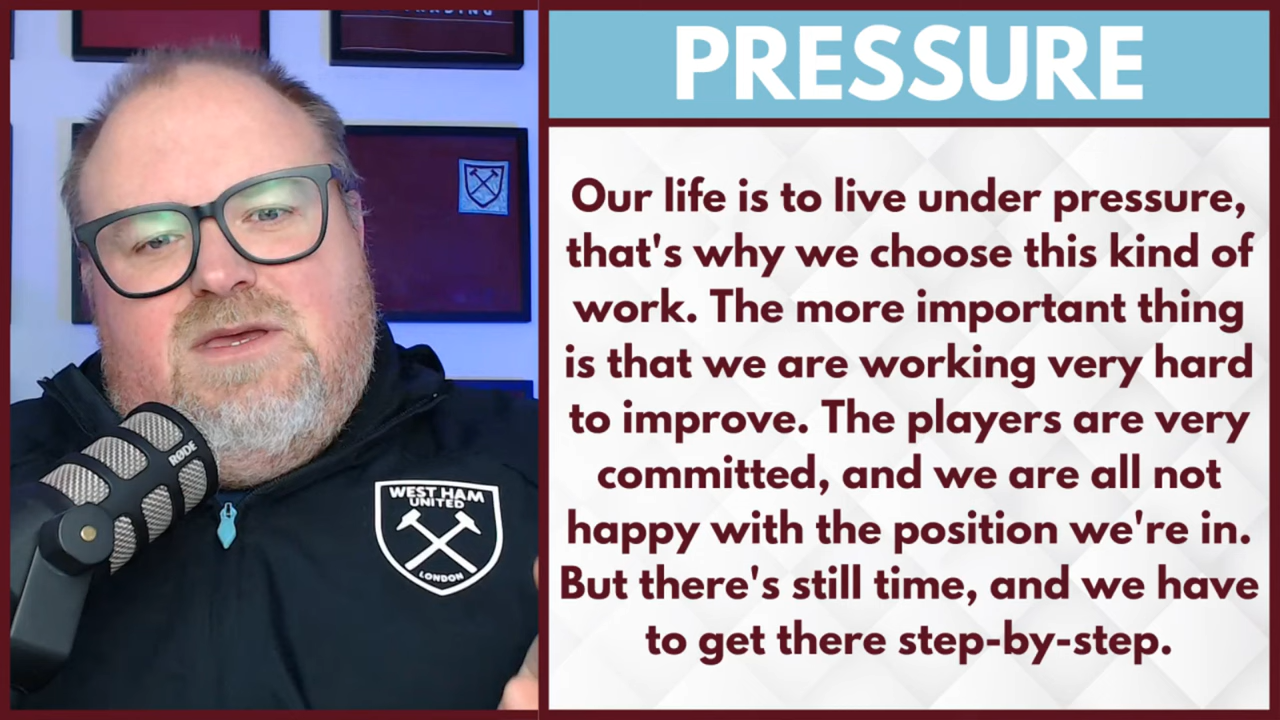 PRESSURE
Our life is to live under pressure,
that's why we choose this kind of
work. The more important thing
is that we are working very hard
to improve. The players are very
committed, and we are all not
happy with the position we're in.
But there's still time, and we have
to get there step-by-step.
RØDE
WEST HAM
UNITED
LONDON